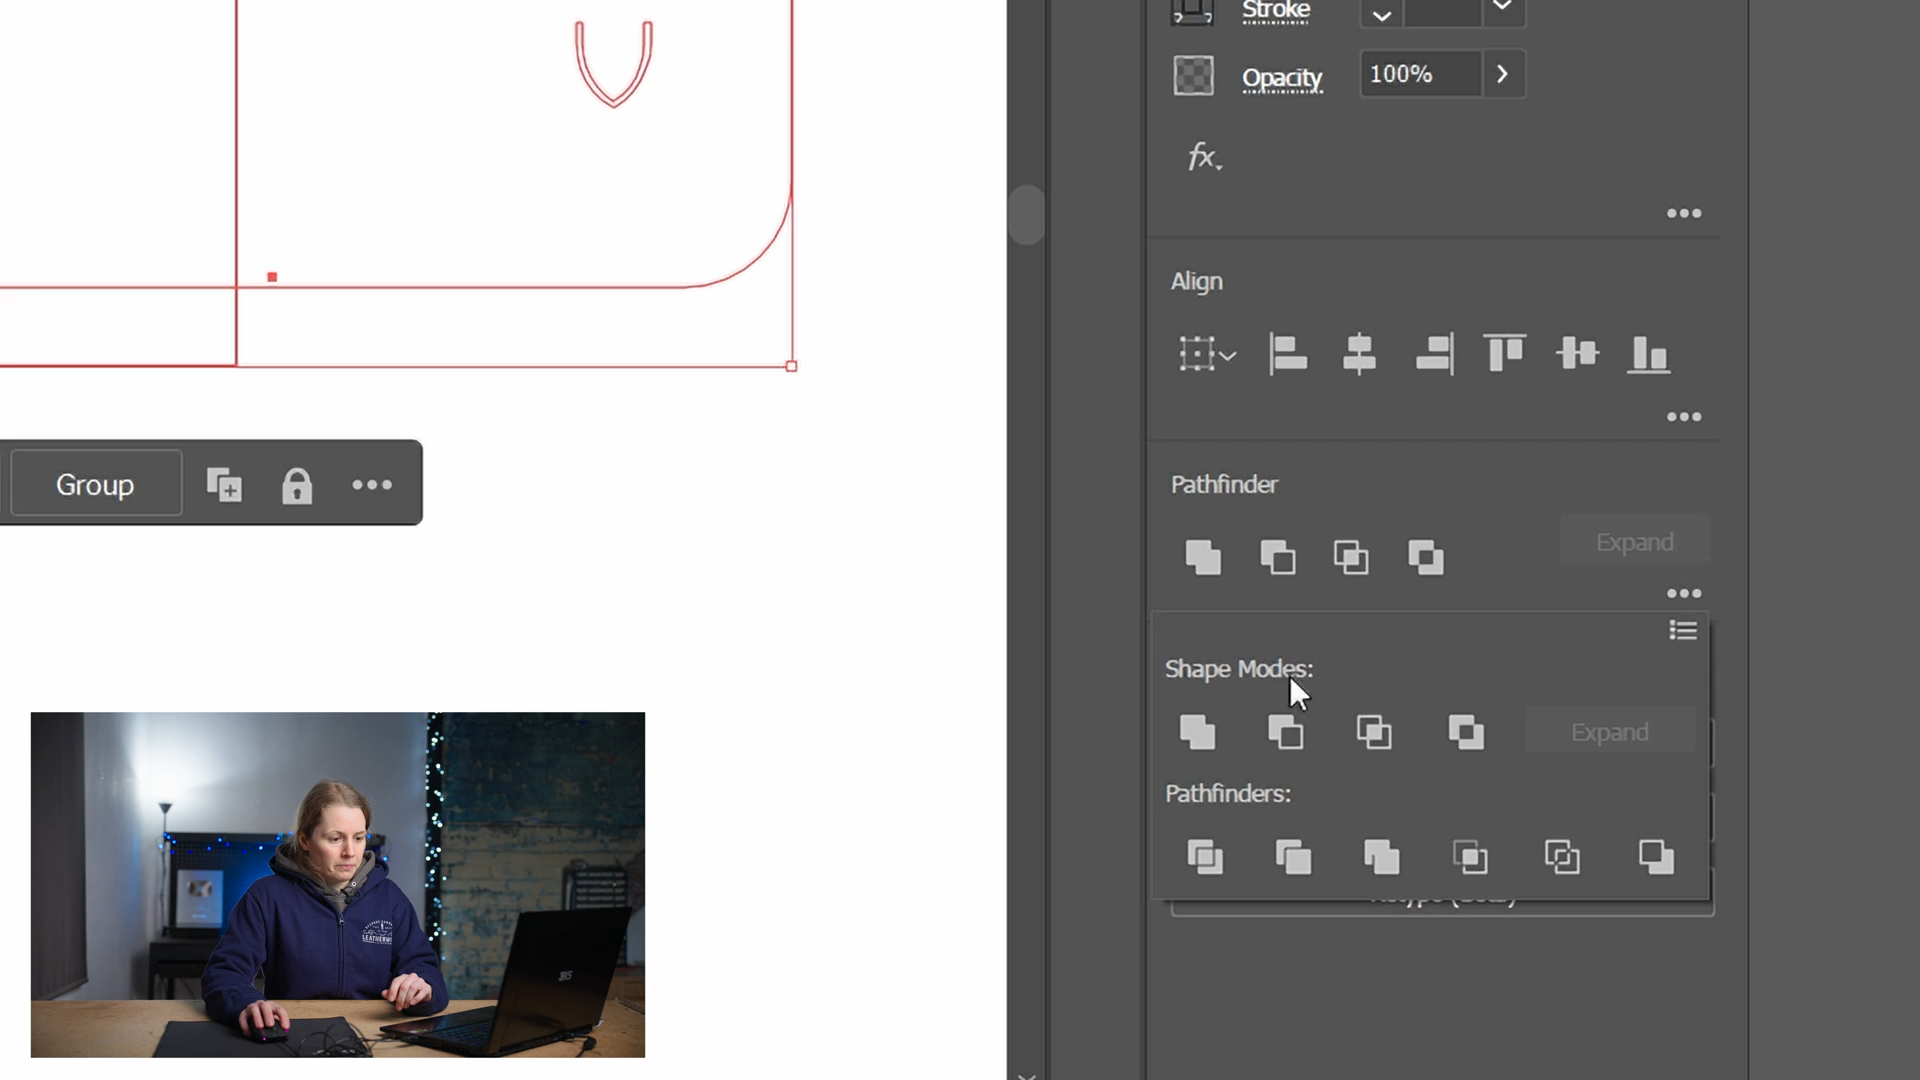 Stroke
Opacity
100%
fx
Align
Group
Pathfinder
Expand
Shape Modes:
Expand
Pathfinders: